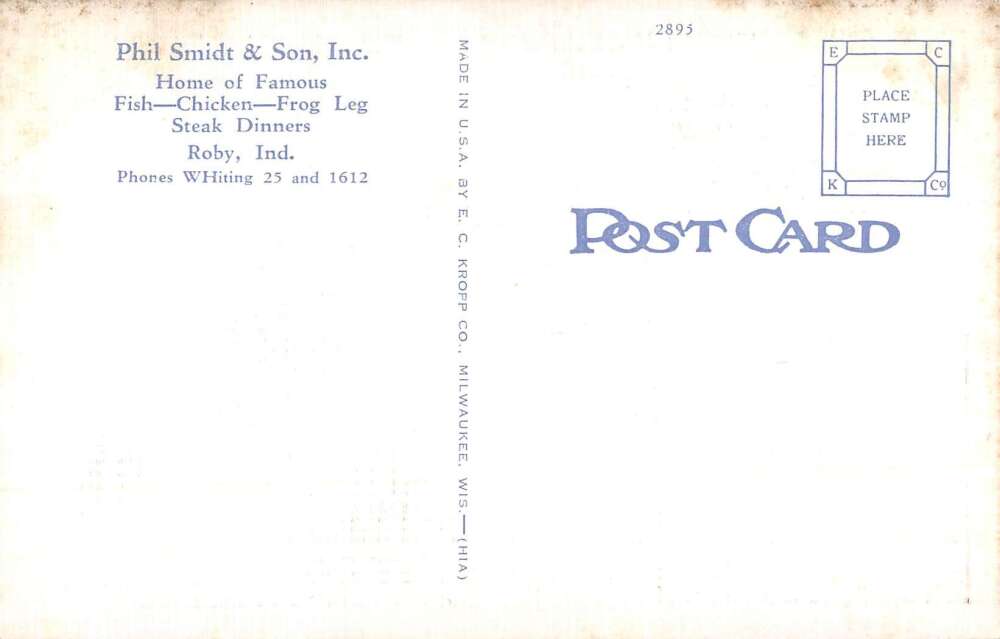 Phil Smidt & Son, Inc.
Home of Famous
Fish—Chicken—Frog Leg
Steak Dinners
Roby, Ind.
Phones WHiting 25 and 1612
MADE IN U.S.A. BY E. C. KROPP CO., MILWAUKEE, WIS.—(HIA)
2895
E C
PLACE
STAMP
HERE
K Co
POST CARD